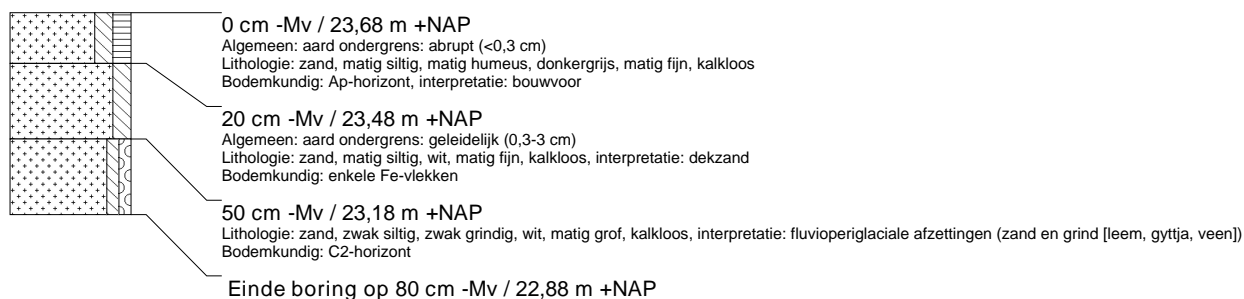 0 cm -Mv / 23,68 m +NAP
Algemeen: aard ondergrens: abrupt (<0,3 cm)
Lithologie: zand, matig siltig, matig humeus, donkergrijs, matig fijn, kalkloos
Bodemkundig: Ap-horizont, interpretatie: bouwvoor
20 cm -Mv / 23,48 m +NAP
Algemeen: aard ondergrens: geleidelijk (0,3-3 cm)
Lithologie: zand, matig siltig, wit, matig fijn, kalkloos, interpretatie: dekzand
Bodemkundig: enkele Fe-vlekken
50 cm -Mv / 23,18 m +NAP
Lithologie: zand, zwak siltig, zwak grindig, wit, matig grof, kalkloos, interpretatie: fluvioperiglaciale afzettingen (zand en grind [leem, gyttja, veen])
Bodemkundig: C2-horizont
Einde boring op 80 cm -Mv / 22,88 m +NAP